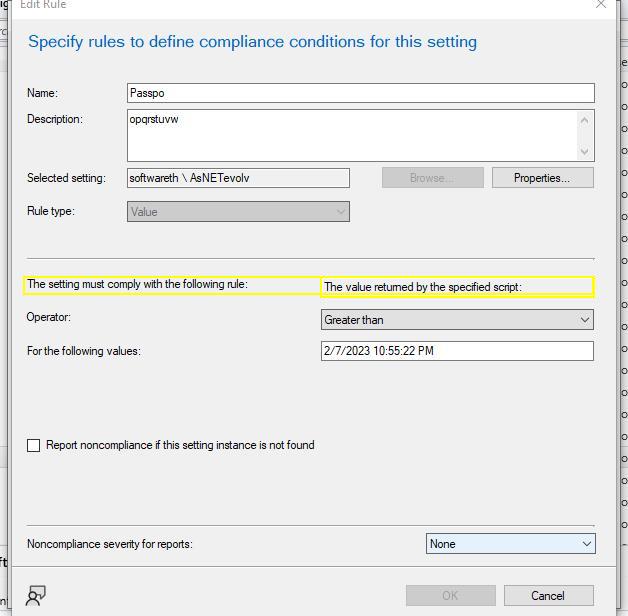 Edit Rule
Specify rules to define compliance conditions for this setting
Name: Passpo
Description: opqrstuvw
Selected setting: softwareth \ AsNETevolv Browse... Properties...
Rule type: Value
The setting must comply with the following rule: The value returned by the specified script:
Operator: Greater than
For the following values: 2/7/2023 10:55:22 PM
Report noncompliance if this setting instance is not found
Noncompliance severity for reports: None
OK Cancel